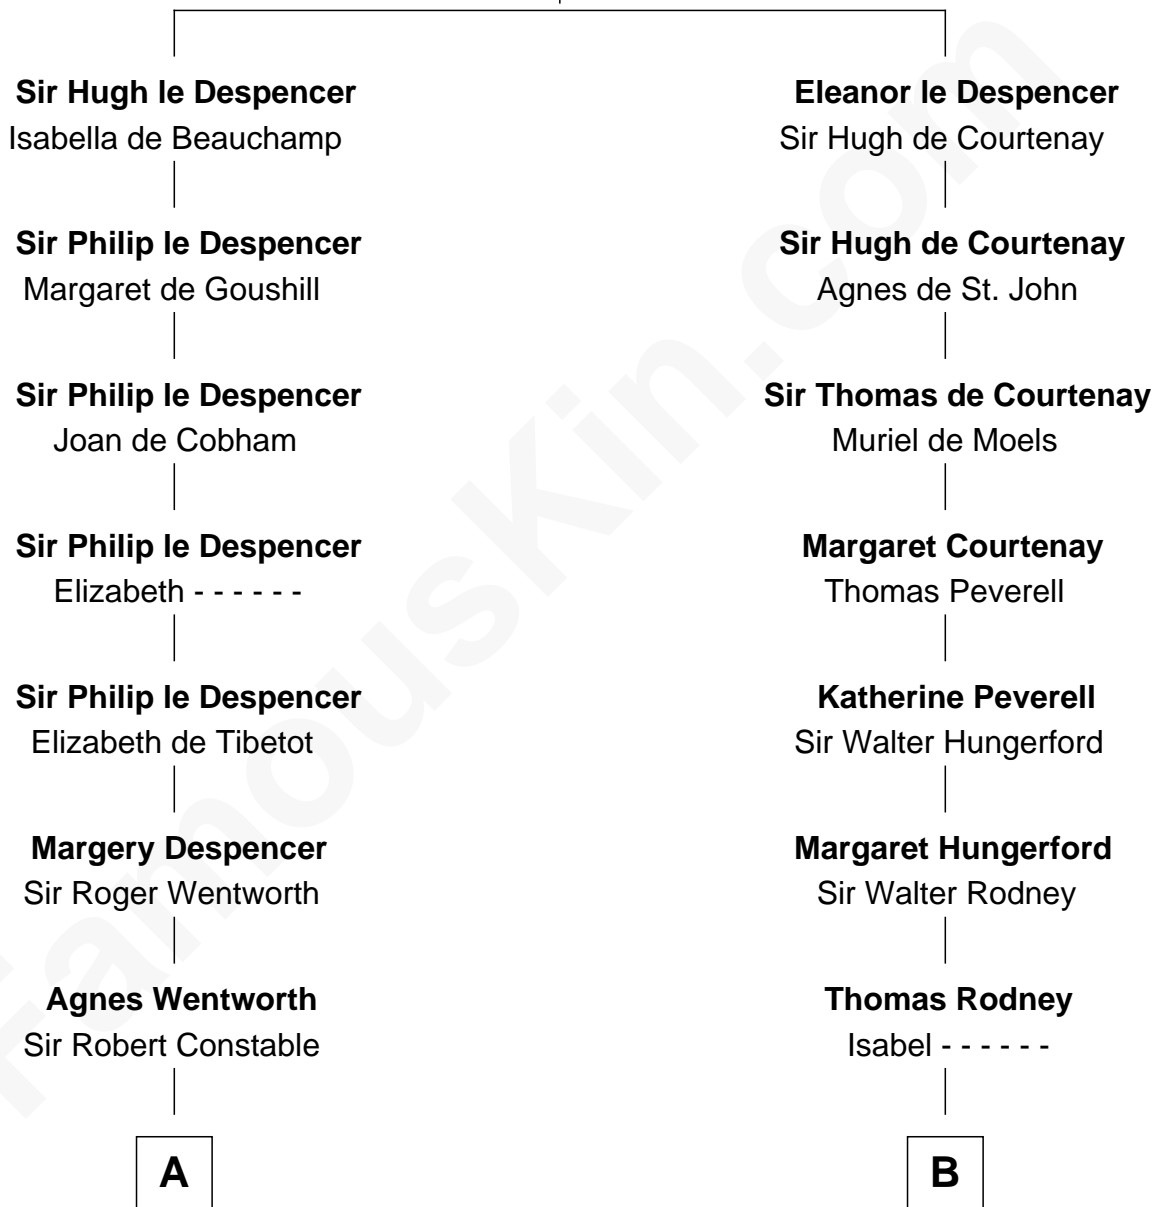 Sir Hugh le Despencer
Isabella de Beauchamp
Sir Philip le Despencer
Margaret de Goushill
Sir Philip le Despencer
Joan de Cobham
Sir Philip le Despencer
Elizabeth - - - - - -
Sir Philip le Despencer
Elizabeth de Tibetot
Margery Despencer
Sir Roger Wentworth
Agnes Wentworth
Sir Robert Constable
A
Eleanor le Despencer
Sir Hugh de Courtenay
Sir Hugh de Courtenay
Agnes de St. John
Sir Thomas de Courtenay
Muriel de Moels
Margaret Courtenay
Thomas Peverell
Katherine Peverell
Sir Walter Hungerford
Margaret Hungerford
Sir Walter Rodney
Thomas Rodney
Isabel - - - - - -
B
FamousKin.com